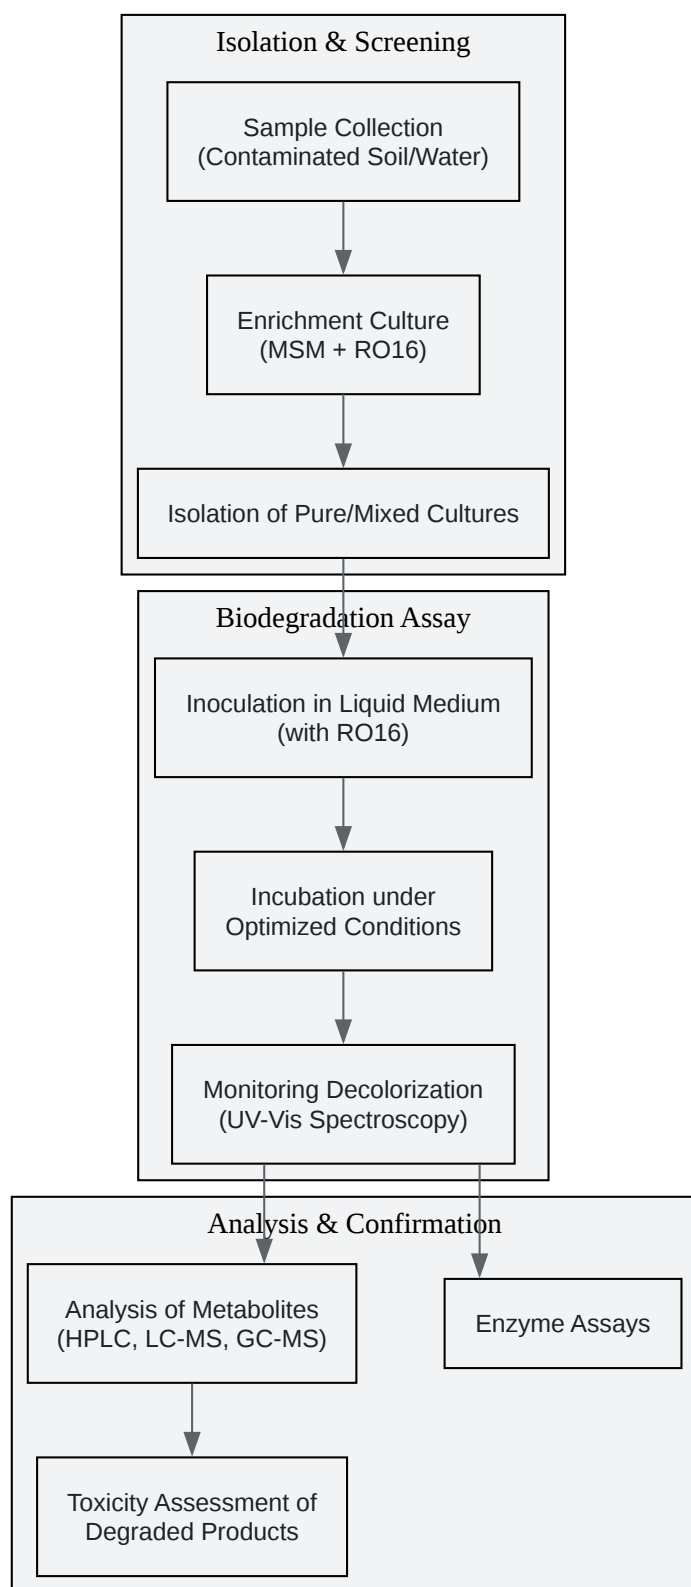 Isolation & Screening
Sample Collection
(Contaminated Soil/Water)
Enrichment Culture
(MSM + RO16)
Isolation of Pure/Mixed Cultures
Biodegradation Assay
Inoculation in Liquid Medium
(with RO16)
Incubation under
Optimized Conditions
Monitoring Decolorization
(UV-Vis Spectroscopy)
Analysis & Confirmation
Analysis of Metabolites
(HPLC, LC-MS, GC-MS)
Enzyme Assays
Toxicity Assessment of
Degraded Products